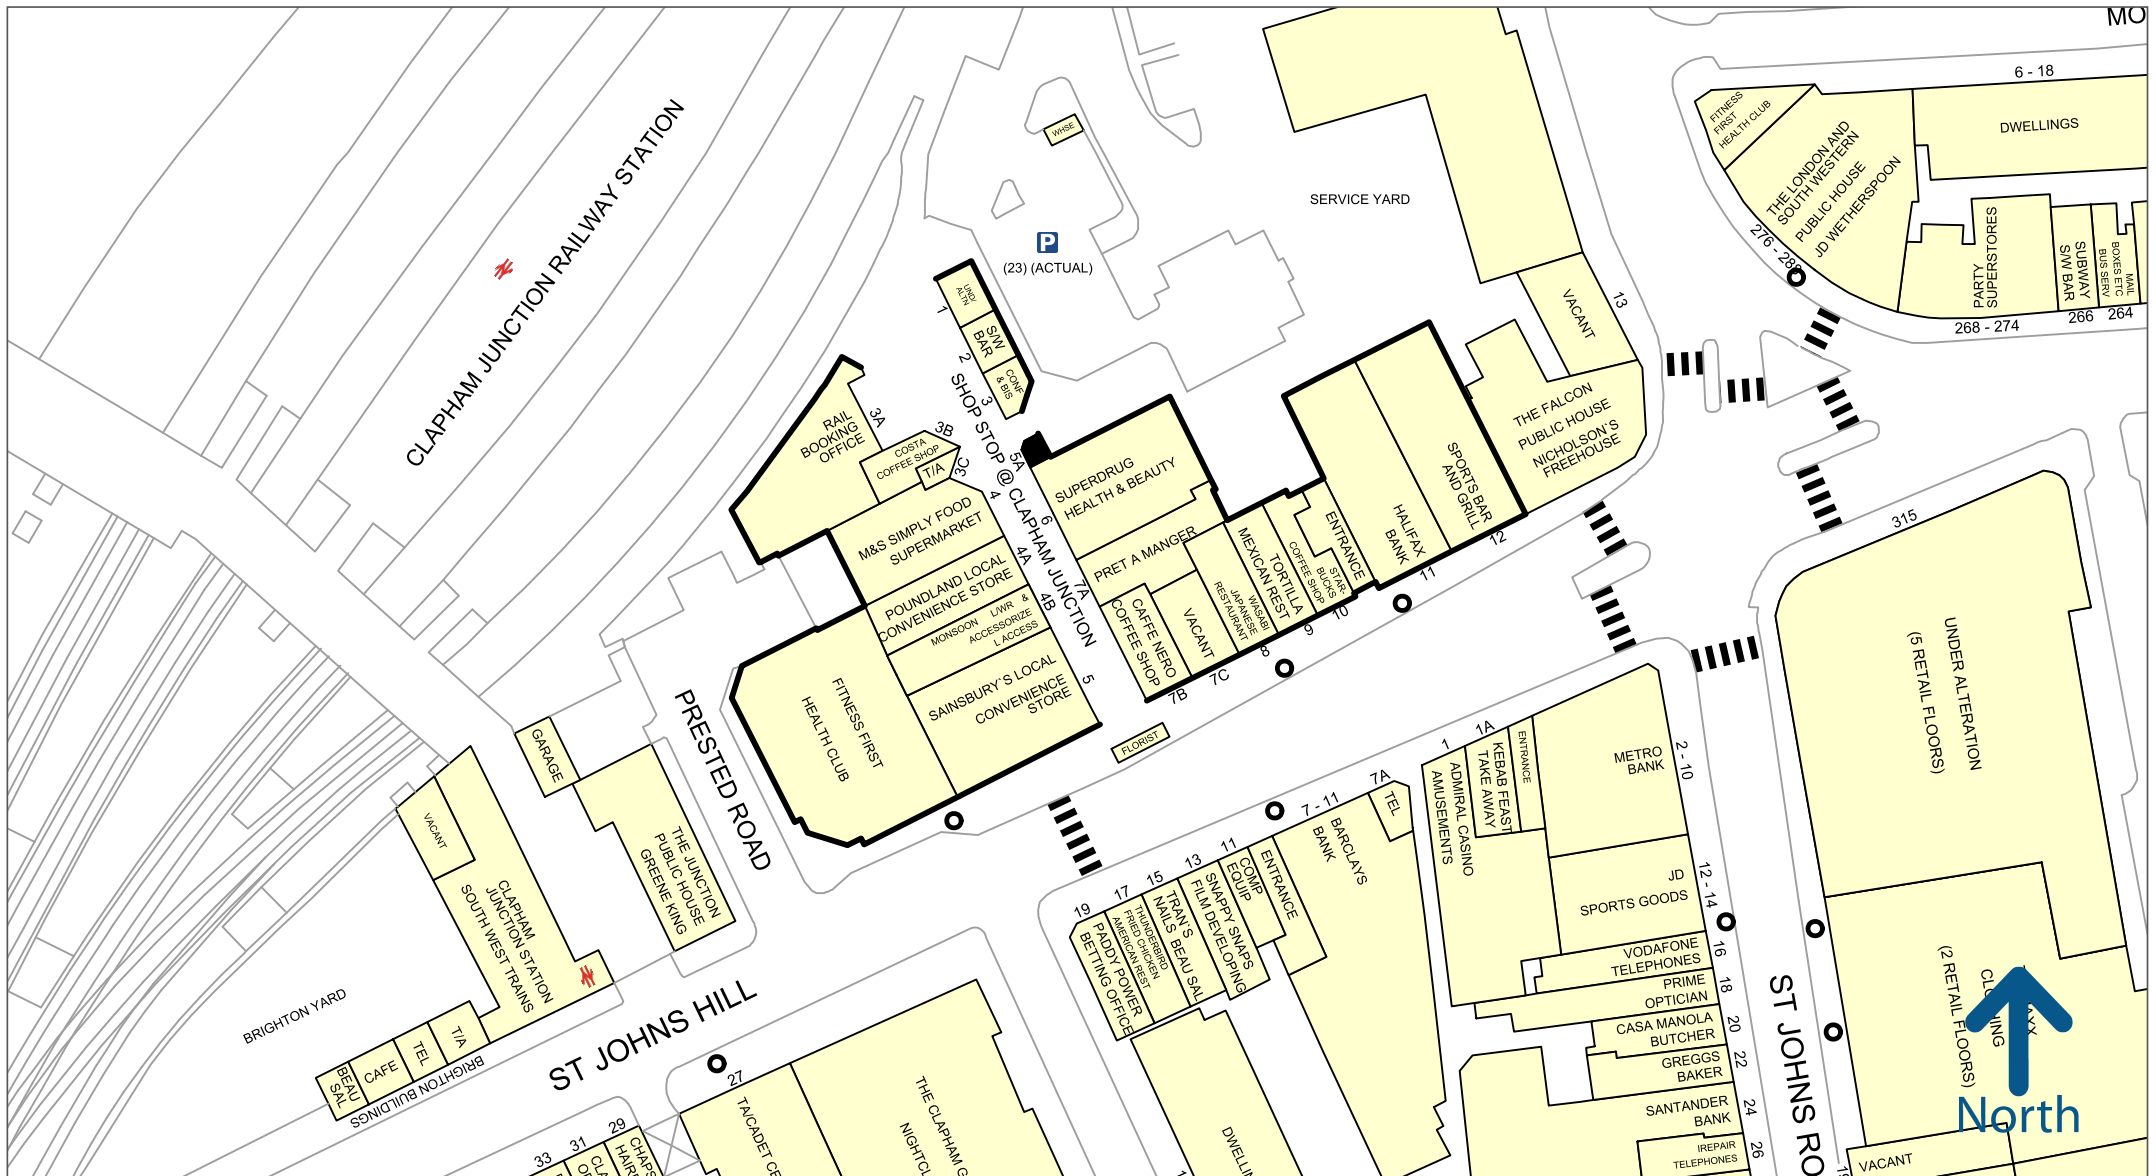 MO
6 - 18
FITNESS
FIRST
HEALTH CLUB
THE LONDON AND
SOUTH WESTERN
PUBLIC HOUSE
JD WETHERSPOON
DWELLINGS
276 - 288
PARTY
SUPERSTORES
SUBWAY
S/W BAR
MAIL
BOXES ETC
BUS SERV
268 - 274
266
264
CLAPHAM JUNCTION RAILWAY STATION
WHSE
P
(23) (ACTUAL)
SERVICE YARD
VACANT
13
UND/
ALTN
1
S/W
BAR
2
CONF
& BIS
3
SHOP STOP @ CLAPHAM JUNCTION
RAIL
BOOKING
OFFICE
3A
3B
COSTA
COFFEE SHOP
T/A
3C
4
M&S SIMPLY FOOD
SUPERMARKET
4A
POUNDLAND LOCAL
CONVENIENCE STORE
4B
MONSOON L/WR &
ACCESSORIZE
L ACCESS
SAINSBURY`S LOCAL
CONVENIENCE
STORE
5
FITNESS FIRST
HEALTH CLUB
5A
SUPERDRUG
HEALTH & BEAUTY
6
PRET A MANGER
7A
CAFFE NERO
COFFEE SHOP
7B
VACANT
7C
WASABI
JAPANESE
RESTAURANT
8
TORTILLA
MEXICAN REST
9
STAR-
BUCKS
COFFEE SHOP
10
ENTRANCE
HALIFAX
BANK
11
SPORTS BAR
AND GRILL
12
THE FALCON
PUBLIC HOUSE
NICHOLSON`S
FREEHOUSE
FLORIST
315
UNDER ALTERATION
(5 RETAIL FLOORS)
(2 RETAIL FLOORS)
North
VACANT
GARAGE
PRESTED ROAD
THE JUNCTION
PUBLIC HOUSE
GREENE KING
VACANT
CLAPHAM
JUNCTION STATION
SOUTH WEST TRAINS
BRIGHTON YARD
BEAU
SAL
CAFE
TEL
T/A
BRIGHTON BUILDINGS
ST JOHNS HILL
27
TA/CADET CE
THE CLAPHAM G
NIGHTCL
33
31
29
CHAPS
HAIR
CLA
19
PADDY POWER
BETTING OFFICE
17
THUNDERBIRD
FRIED CHICKEN
AMERICAN REST
15
TRAN'S
NAILS BEAU SAL
13
SNAPPY SNAPS
FILM DEVELOPING
11
COMP
EQUIP
ENTRANCE
7 - 11
BARCLAYS
BANK
7A
TEL
DWELLIN
1
ADMIRAL CASINO
AMUSEMENTS
1A
KEBAB FEAST
TAKE AWAY
ENTRANCE
METRO
BANK
2 - 10
JD
SPORTS GOODS
12 - 14
VODAFONE
TELEPHONES
16
PRIME
OPTICIAN
18
CASA MANOLA
BUTCHER
20
GREGGS
BAKER
22
SANTANDER
BANK
24
IREPAIR
TELEPHONES
26
ST JOHNS RO